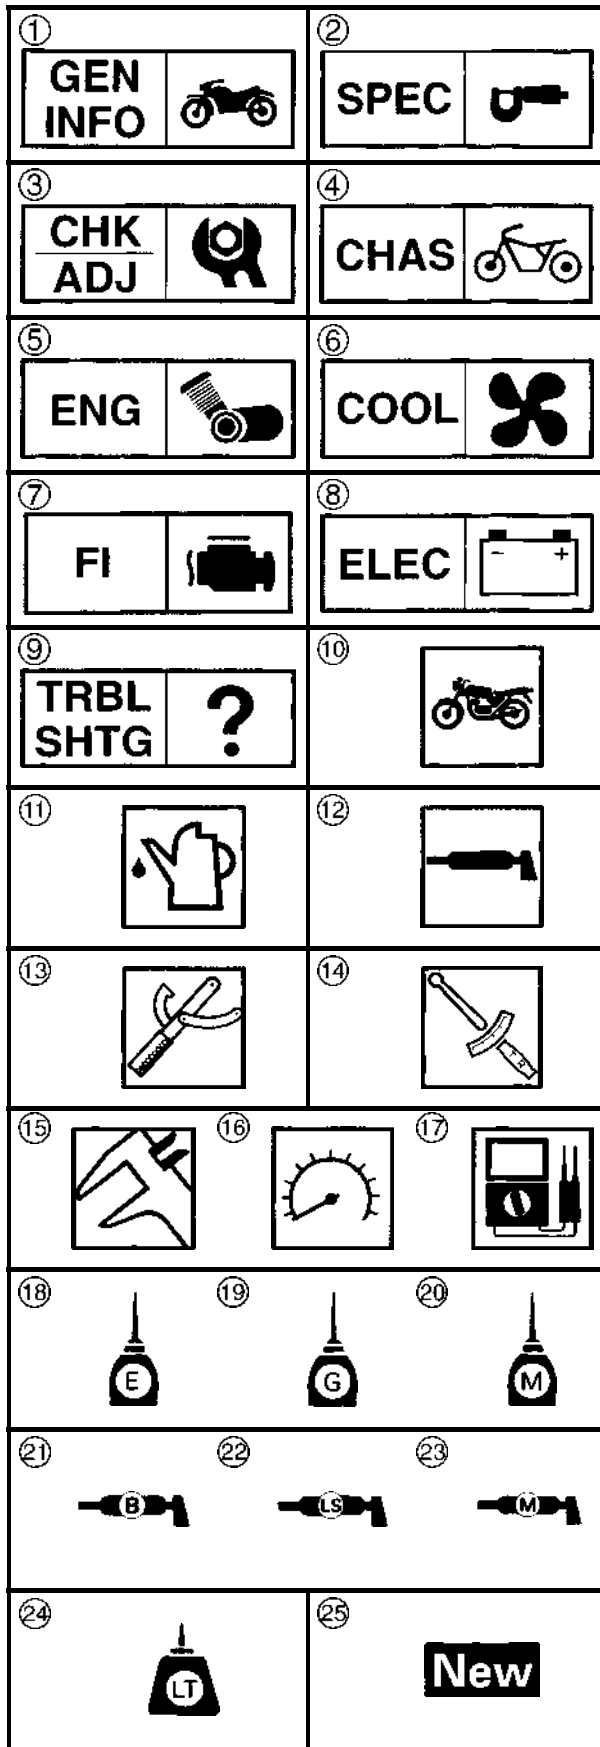 ① ②
GEN
INFO
SPEC
③ ④
CHK
ADJ
CHAS
⑤ ⑥
ENG
COOL
⑦ ⑧
FI
ELEC
- +
⑨ ⑩
TRBL
SHTG
?
⑪ ⑫
⑬ ⑭
⑮ ⑯ ⑰
⑱ ⑲ ⑳
E G M
㉑ ㉒ ㉓
B LS M
㉔ ㉕
LT
New